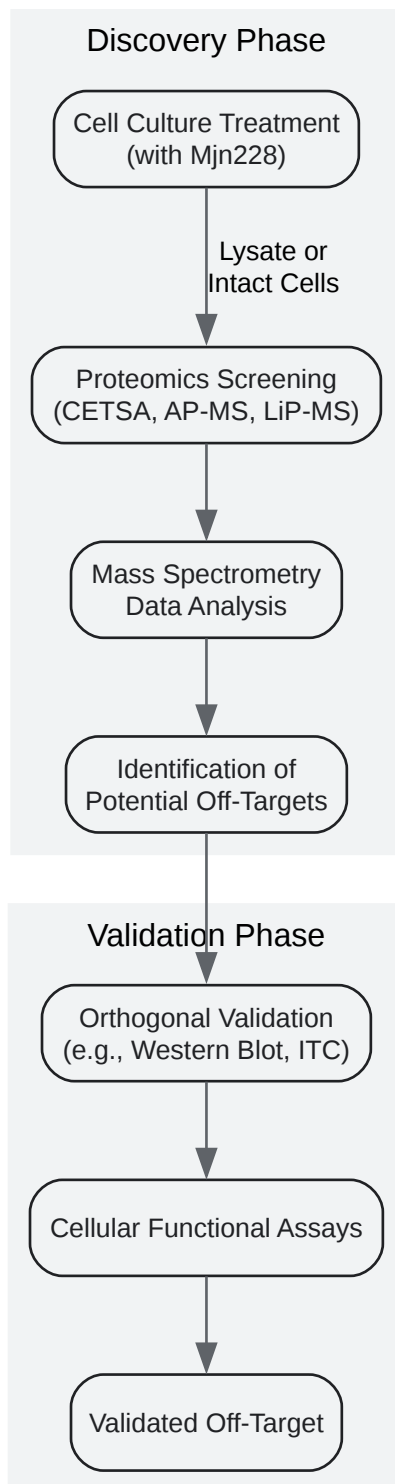 Discovery Phase
Cell Culture Treatment
(with Mjn228)
Lysate or
Intact Cells
Proteomics Screening
(CETSA, AP-MS, LiP-MS)
Mass Spectrometry
Data Analysis
Identification of
Potential Off-Targets
Validation Phase
Orthogonal Validation
(e.g., Western Blot, ITC)
Cellular Functional Assays
Validated Off-Target